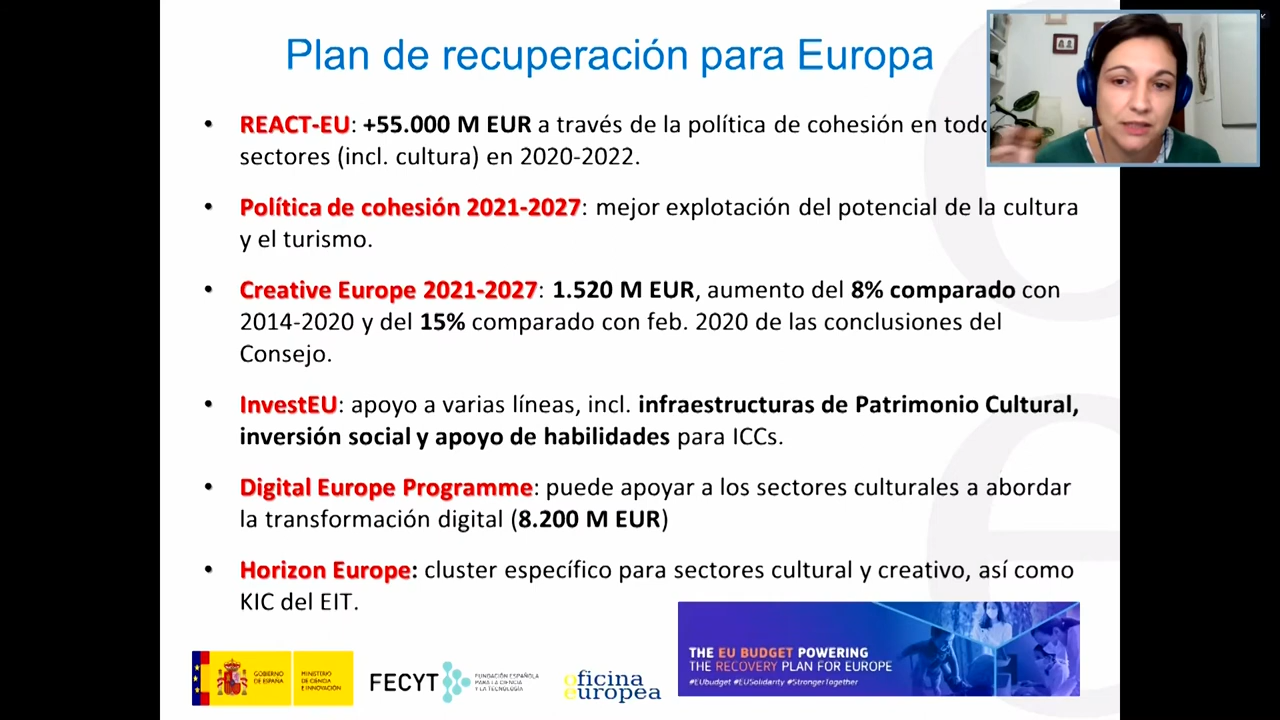 Plan de recuperación para Europa
• REACT-EU: +55.000 M EUR a través de la política de cohesión en
sectores (incl. cultura) en 2020-2022.
• Política de cohesión 2021-2027: mejor explotación del potencial de la cultura
y el turismo.
• Creative Europe 2021-2027: 1.520 M EUR, aumento del 8% comparado con
2014-2020 y del 15% comparado con feb. 2020 de las conclusiones del
Consejo.
• InvestEU: apoyo a varias líneas, incl. infraestructuras de Patrimonio Cultural,
inversión social y apoyo de habilidades para ICCs.
• Digital Europe Programme: puede apoyar a los sectores culturales a abordar
la transformación digital (8.200 M EUR)
• Horizon Europe: cluster específico para sectores cultural y creativo, así como
KIC del EIT.
THE EU BUDGET POWERING
THE RECOVERY PLAN FOR EUROPE
#EUbudget #EUSolidarity #StrongerTogether
GOBIERNO
DE ESPAÑA
MINISTERIO
DE CIENCIA
E INNOVACIÓN
FECYT
FUNDACIÓN ESPAÑOLA
PARA LA CIENCIA
Y LA TECNOLOGÍA
oficina
europea